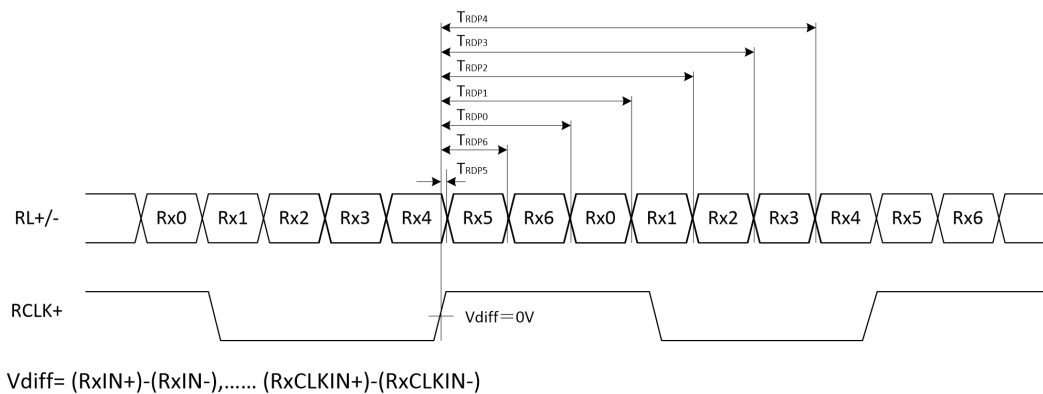 TRDP4
TRDP3
TRDP2
TRDP1
TRDP0
TRDP6
TRDP5
RL+/- Rx0 Rx1 Rx2 Rx3 Rx4 Rx5 Rx6 Rx0 Rx1 Rx2 Rx3 Rx4 Rx5 Rx6
RCLK+
Vdiff＝0V
Vdiff= (RxIN+)-(RxIN-),...... (RxCLKIN+)-(RxCLKIN-)